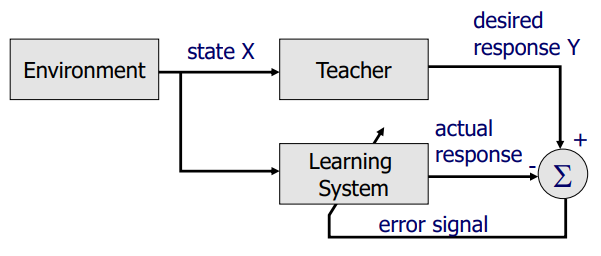 Environment
state X
Teacher
desired
response Y
Learning
System
actual
response
+
-
Σ
error signal